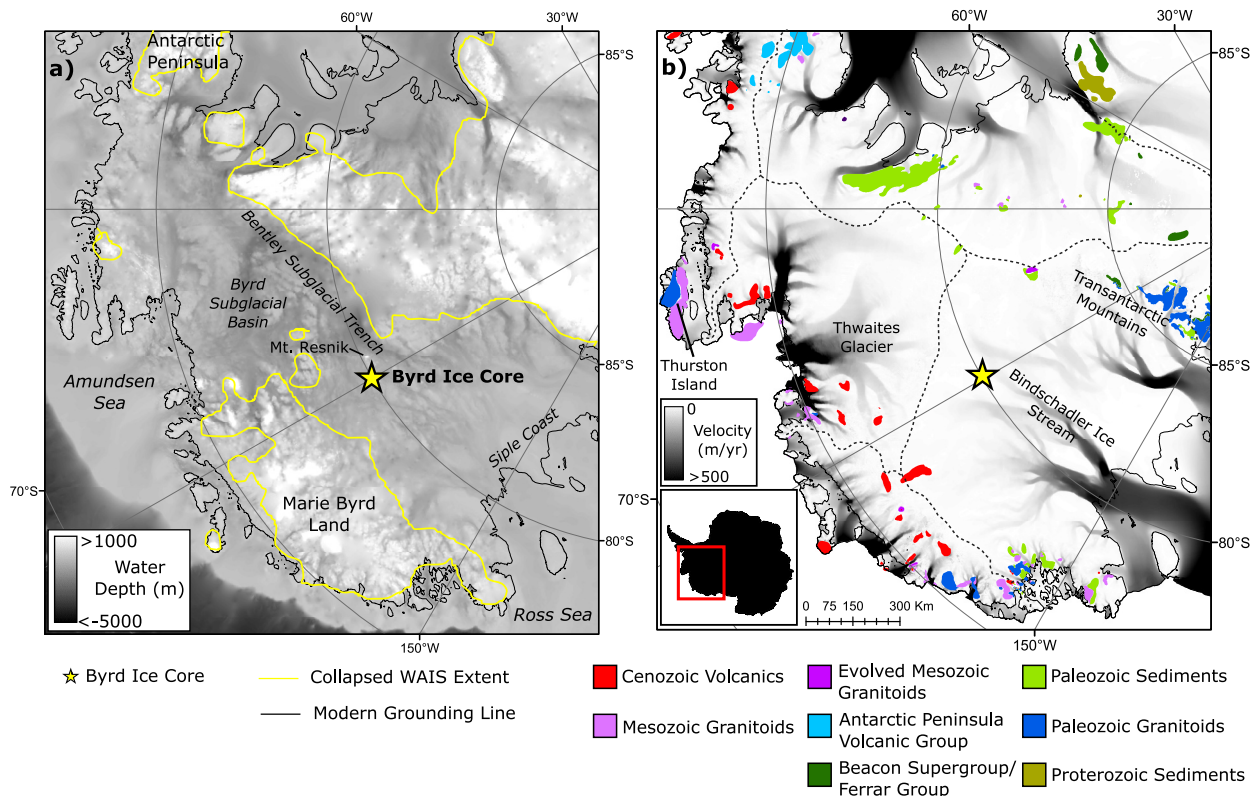 60°W
60°W
30°W
a)
Antarctic
Peninsula
85°S
b)
85°S
Bentley Subglacial Trench
Byrd
Subglacial
Basin
Mt. Resnik
Byrd Ice Core
Amundsen
Sea
Siple Coast
85°S
Marie Byrd
Land
70°S
80°S
Ross Sea
150°W
>1000
Water
Depth (m)
<-5000
Transantarctic
Mountains
Thwaites
Glacier
Thurston
Island
Bindschadler Ice
Stream
85°S
0
Velocity
(m/yr)
>500
70°S
80°S
0 75 150 300 Km
150°W
Byrd Ice Core
Collapsed WAIS Extent
Modern Grounding Line
Cenozoic Volcanics
Mesozoic Granitoids
Evolved Mesozoic
Granitoids
Antarctic Peninsula
Volcanic Group
Beacon Supergroup/
Ferrar Group
Paleozoic Sediments
Paleozoic Granitoids
Proterozoic Sediments